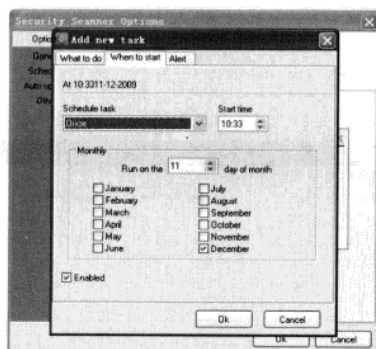 Security Scanner Options
Add new task
What to do When to start Alert
At 10:3311-12-2009
Schedule task Start time
Once 10:33
Monthly
Run on the 11 day of month
January July
February August
March September
April October
May November
June December
Enabled
Ok Cancel
Ok Cancel